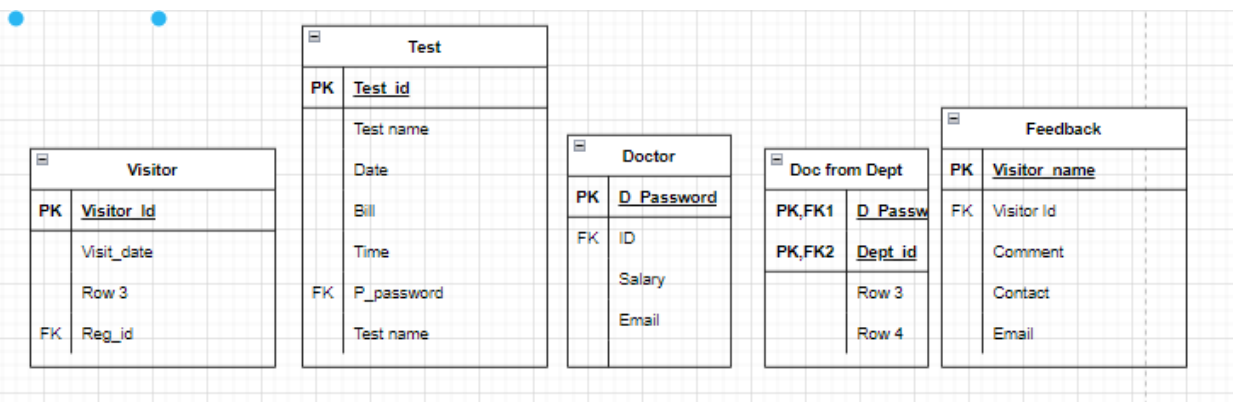 Visitor
PK Visitor_Id
Visit_date
Row 3
FK Reg_id
Test
PK Test_id
Test name
Date
Bill
Time
FK P_password
Test name
Doctor
PK D_Password
FK ID
Salary
Email
Doc from Dept
PK,FK1 D_Passw
PK,FK2 Dept_id
Row 3
Row 4
Feedback
PK Visitor_name
FK Visitor Id
Comment
Contact
Email